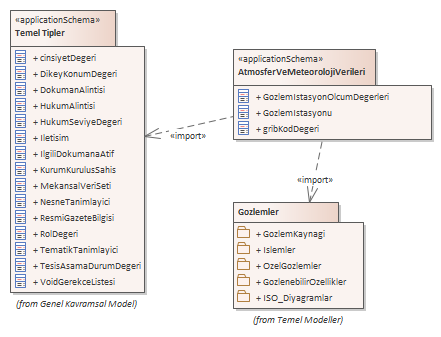 «applicationSchema»
Temel Tipler
+ cinsiyetDegeri
+ DikeyKonumDegeri
+ DokumanAlintisi
+ HukumAlintisi
+ HukumSeviyeDegeri
+ Iletisim
+ IlgiliDokumanaAtif
+ KurumKurulusSahis
+ MekansalVeriSeti
+ NesneTanimlayici
+ ResmiGazeteBilgisi
+ RolDegeri
+ TematikTanimlayici
+ TesisAsamaDurumDegeri
+ VoidGerekceListesi
(from Genel Kavramsal Model)
«applicationSchema»
AtmosferVeMeteorolojiVerileri
+ GozlemIstasyonOlcumDegerleri
+ GozlemIstasyonu
+ gribKodDegeri
«import»
«import»
Gozlemler
+ GozlemKaynagi
+ Islemler
+ OzelGozlemler
+ GozlenebilirOzellikler
+ ISO_Diyagramlar
(from Temel Modeller)